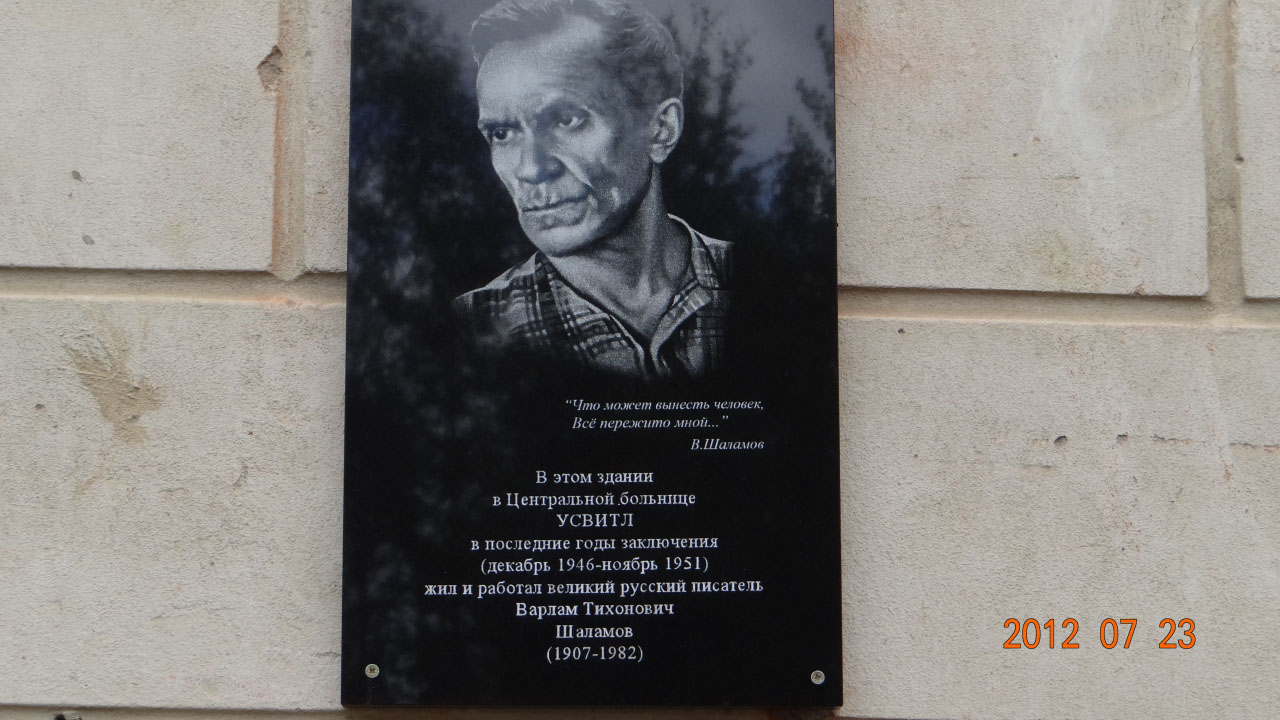 “Что может вынесть человек,
Всё пережито мной...”
В.Шаламов
В этом здании
в Центральной больнице
УСВИТЛ
в последние годы заключения
(декабрь 1946-ноябрь 1951)
жил и работал великий русский писатель
Варлам Тихонович
Шаламов
(1907-1982)
2012 07 23